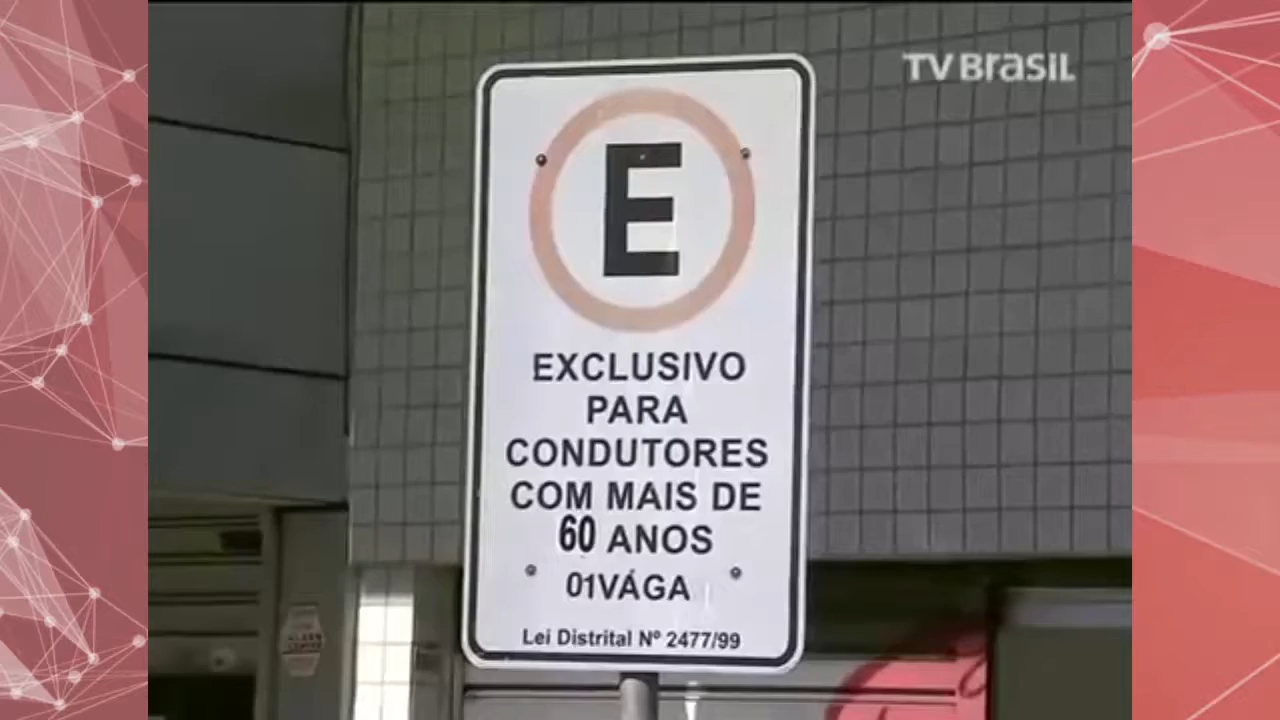 TV BRASIL
E
EXCLUSIVO
PARA
CONDUTORES
COM MAIS DE
60 ANOS
01VÁGA
Lei Distrital Nº 2477/99